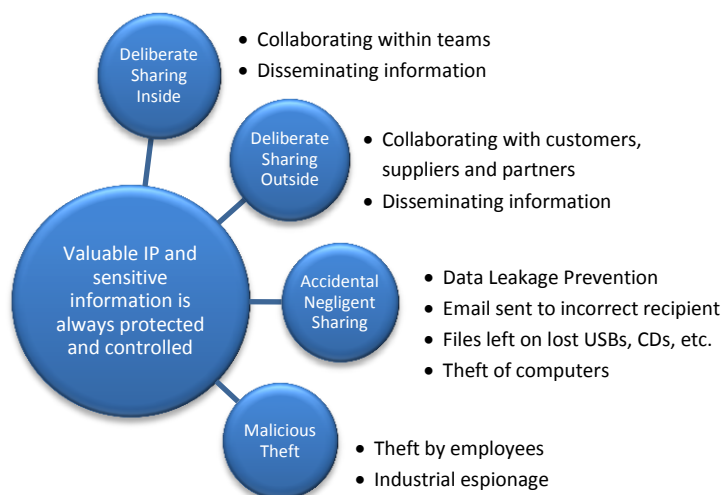 Deliberate
Sharing
Inside
• Collaborating within teams
• Disseminating information
Deliberate
Sharing
Outside
• Collaborating with customers,
suppliers and partners
• Disseminating information
Valuable IP and
sensitive
information is
always protected
and controlled
Accidental
Negligent
Sharing
• Data Leakage Prevention
• Email sent to incorrect recipient
• Files left on lost USBs, CDs, etc.
• Theft of computers
Malicious
Theft
• Theft by employees
• Industrial espionage